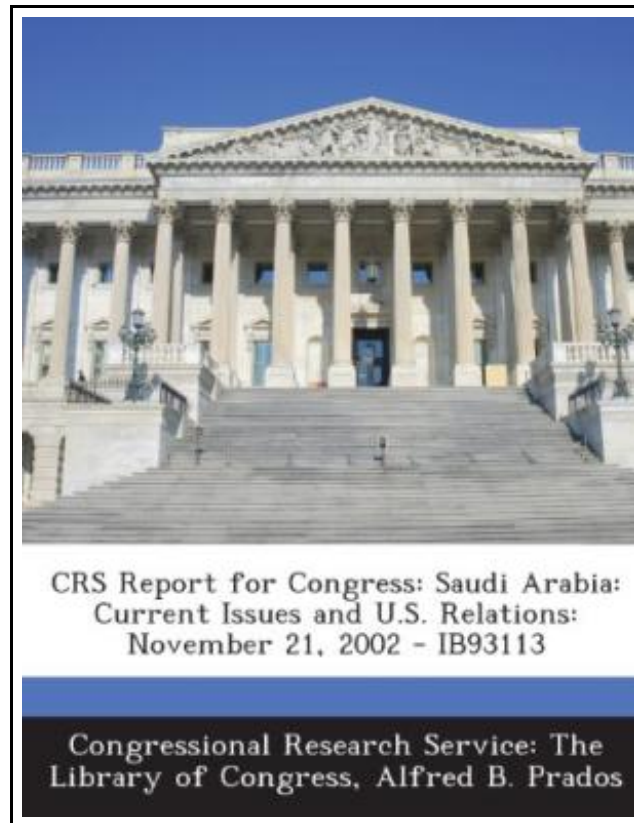 CRS Report for Congress: Saudi Arabia:
Current Issues and U.S. Relations:
November 21, 2002 - IB93113
Congressional Research Service: The
Library of Congress, Alfred B. Prados